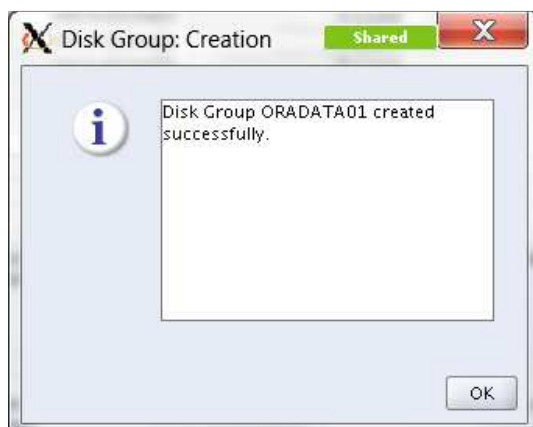 Disk Group: Creation
Shared
Disk Group ORADATA01 created
successfully.
OK